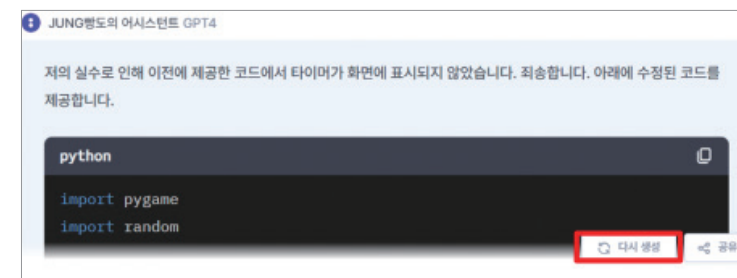 JUNG빵도의 어시스턴트 GPT4
저의 실수로 인해 이전에 제공한 코드에서 타이머가 화면에 표시되지 않았습니다. 죄송합니다. 아래에 수정된 코드를
제공합니다.
python
import pygame
import random
다시 생성
공유